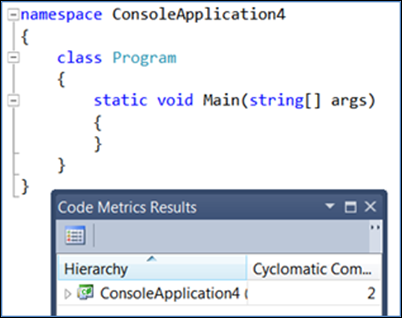 namespace ConsoleApplication4
{
class Program
{
static void Main(string[] args)
{
}
}
}
Code Metrics Results
Hierarchy Cyclomatic Com...
ConsoleApplication4 ( 2